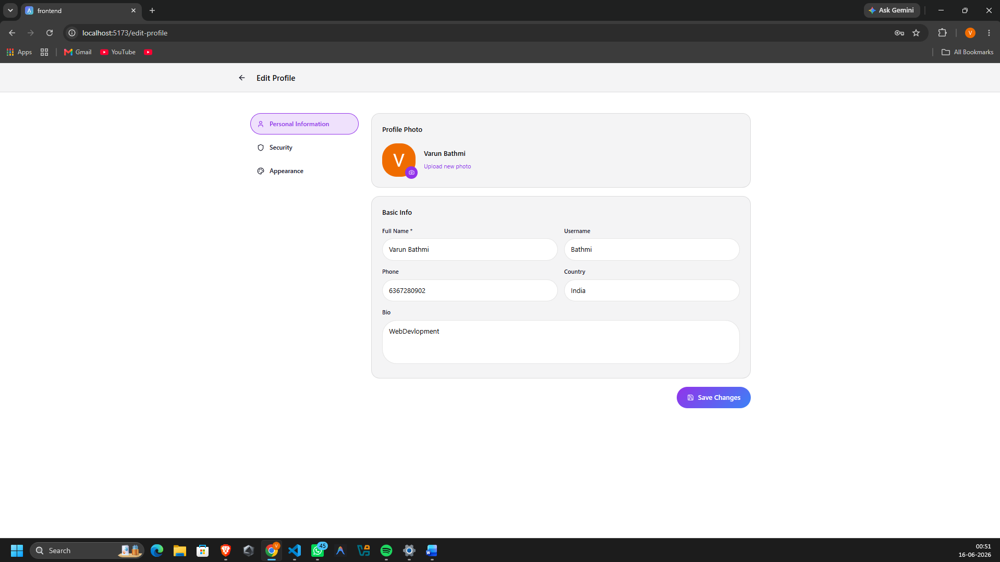 frontend
Ask Gemini
localhost:5173/edit-profile
V
Apps
Gmail
YouTube
All Bookmarks
Edit Profile
Personal Information
Security
Appearance
Profile Photo
V
Varun Bathmi
Upload new photo
Basic Info
Full Name *
Username
Varun Bathmi
Bathmi
Phone
Country
6367280902
India
Bio
WebDevlopment
Save Changes
Search
V
45
00:51
16-06-2026